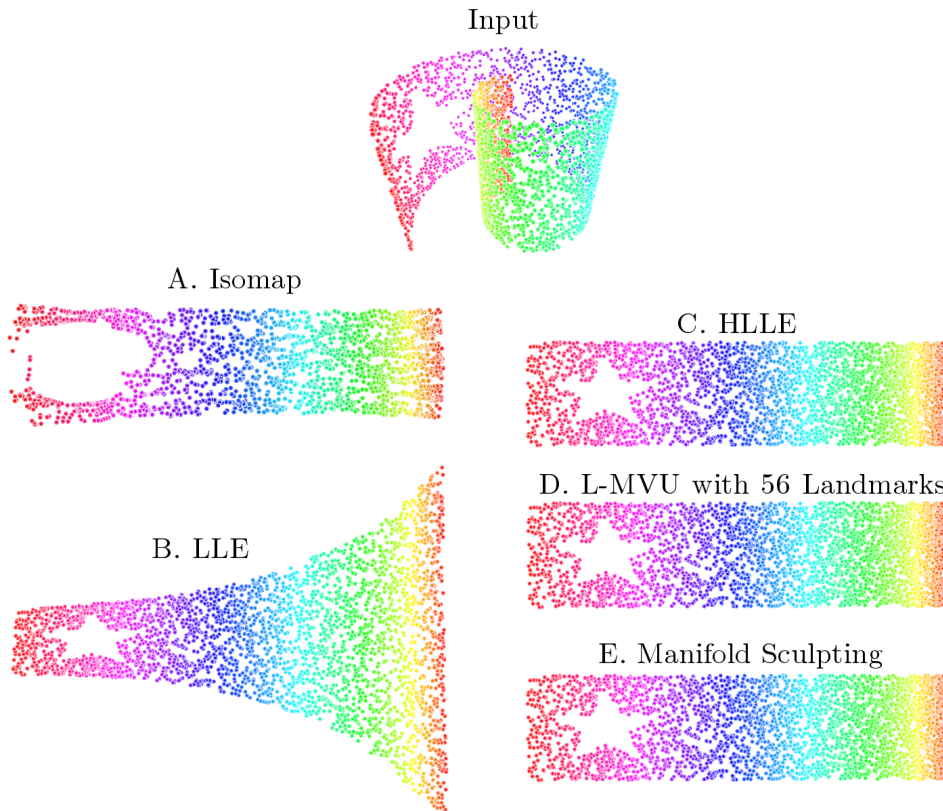 Input
A. Isomap
C. HLLE
D. L-MVU with 56 Landmarks
B. LLE
E. Manifold Sculpting